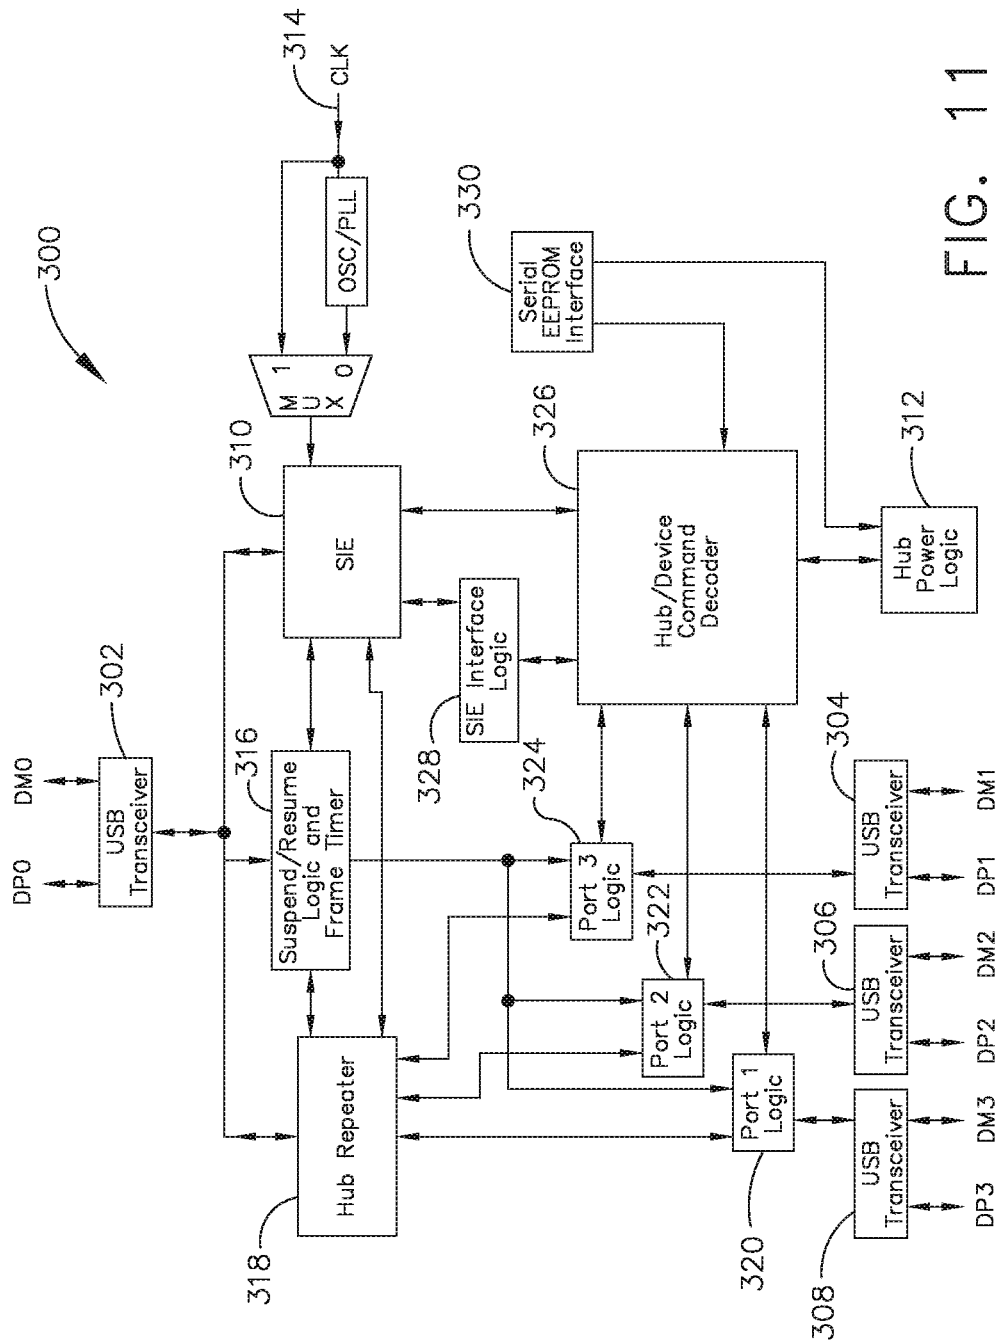 300
DP0
DM0
USB
Transceiver
302
318
Hub Repeater
Suspend/Resume
Logic and
Frame Timer
316
SIE
310
M
U
X
1
0
OSC/PLL
314
CLK
SIE Interface
Logic
328
Serial
EEPROM
Interface
330
Hub/Device
Command
Decoder
326
Port 3
Logic
324
Port 2
Logic
322
Port 1
Logic
320
Hub
Power
Logic
312
308
USB
Transceiver
306
USB
Transceiver
304
USB
Transceiver
DP3
DM3
DP2
DM2
DP1
DM1
FIG. 11